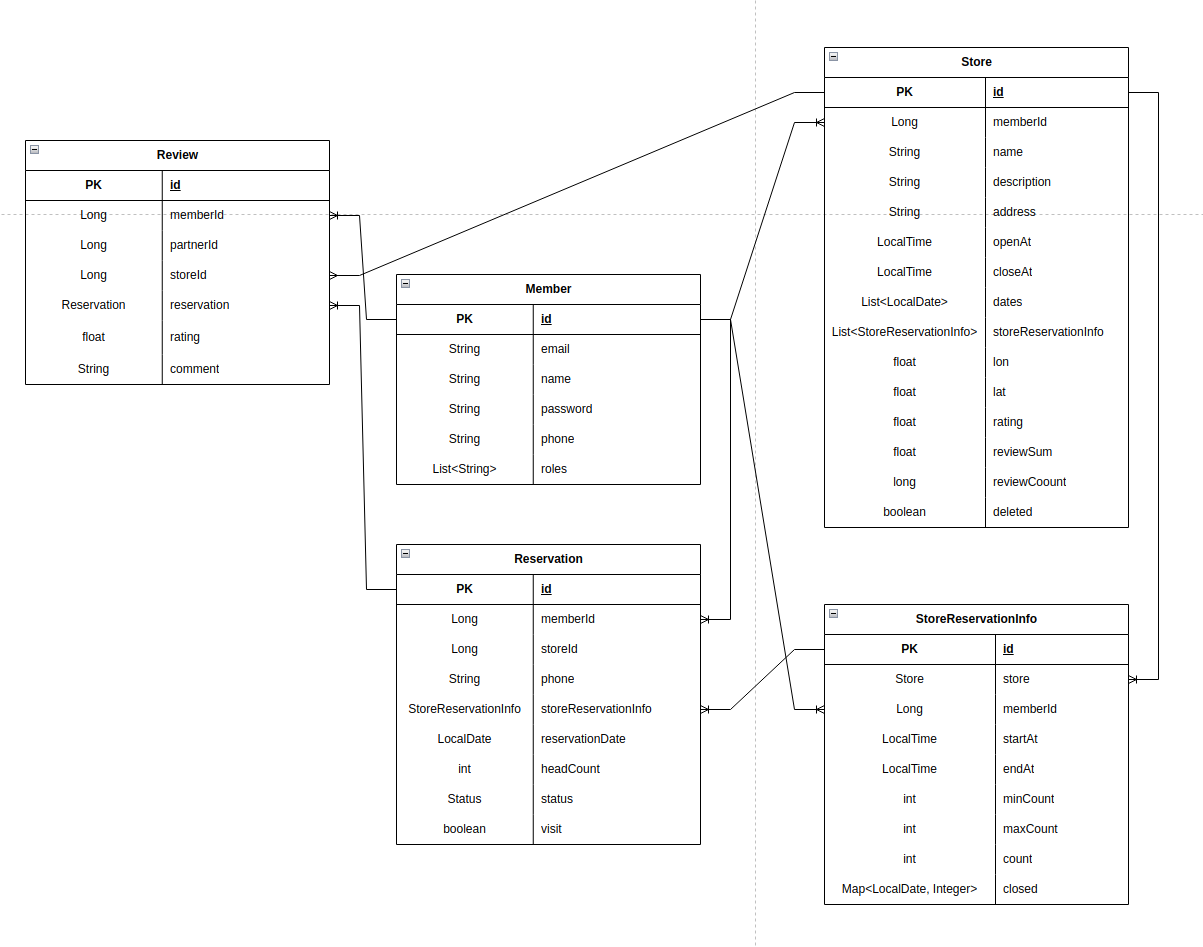 Review
PK id
Long memberId
Long partnerId
Long storeId
Reservation reservation
float rating
String comment
Member
PK id
String email
String name
String password
String phone
List<String> roles
Reservation
PK id
Long memberId
Long storeId
String phone
StoreReservationInfo storeReservationInfo
LocalDate reservationDate
int headCount
Status status
boolean visit
Store
PK id
Long memberId
String name
String description
String address
LocalTime openAt
LocalTime closeAt
List<LocalDate> dates
List<StoreReservationInfo> storeReservationInfo
float lon
float lat
float rating
float reviewSum
long reviewCoount
boolean deleted
StoreReservationInfo
PK id
Store store
Long memberId
LocalTime startAt
LocalTime endAt
int minCount
int maxCount
int count
Map<LocalDate, Integer> closed